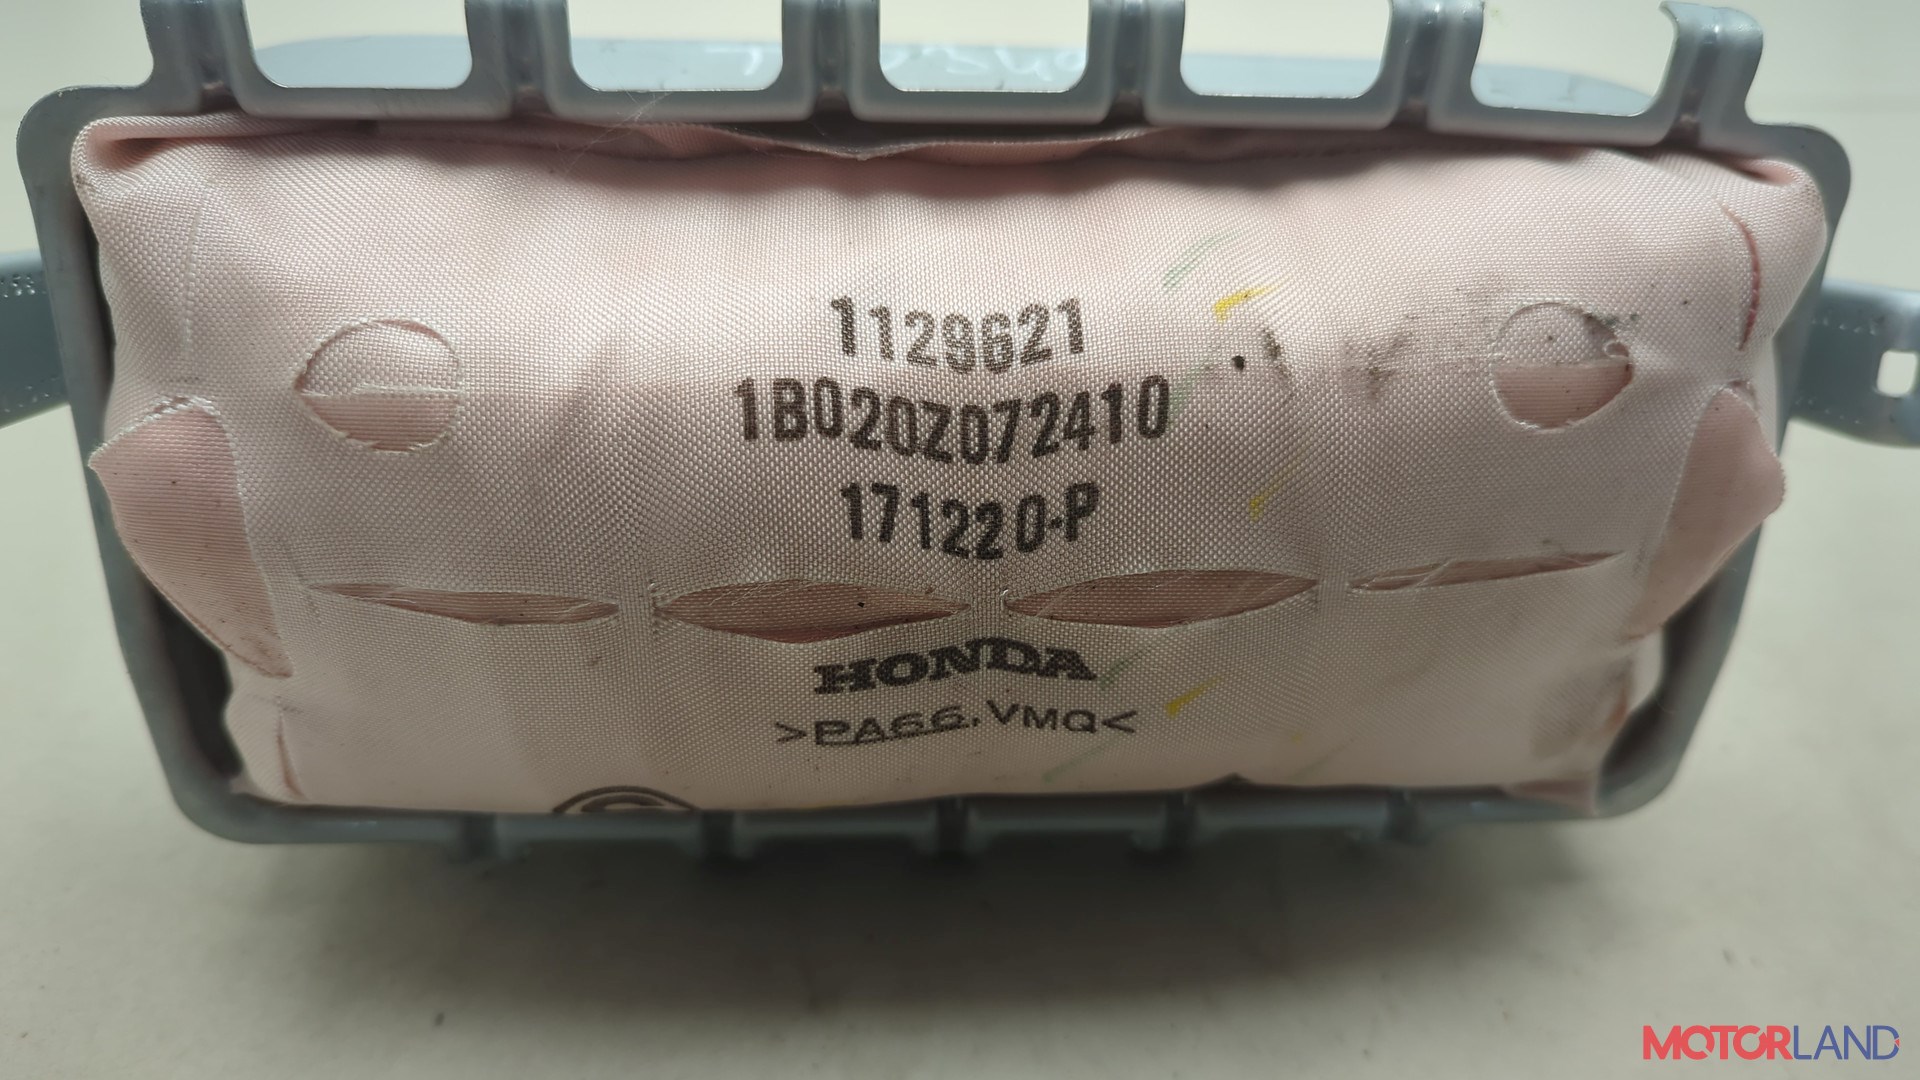 1129621
1B020Z072410
171220-P
HONDA
>PA66.VMQ<
MOTORLAND